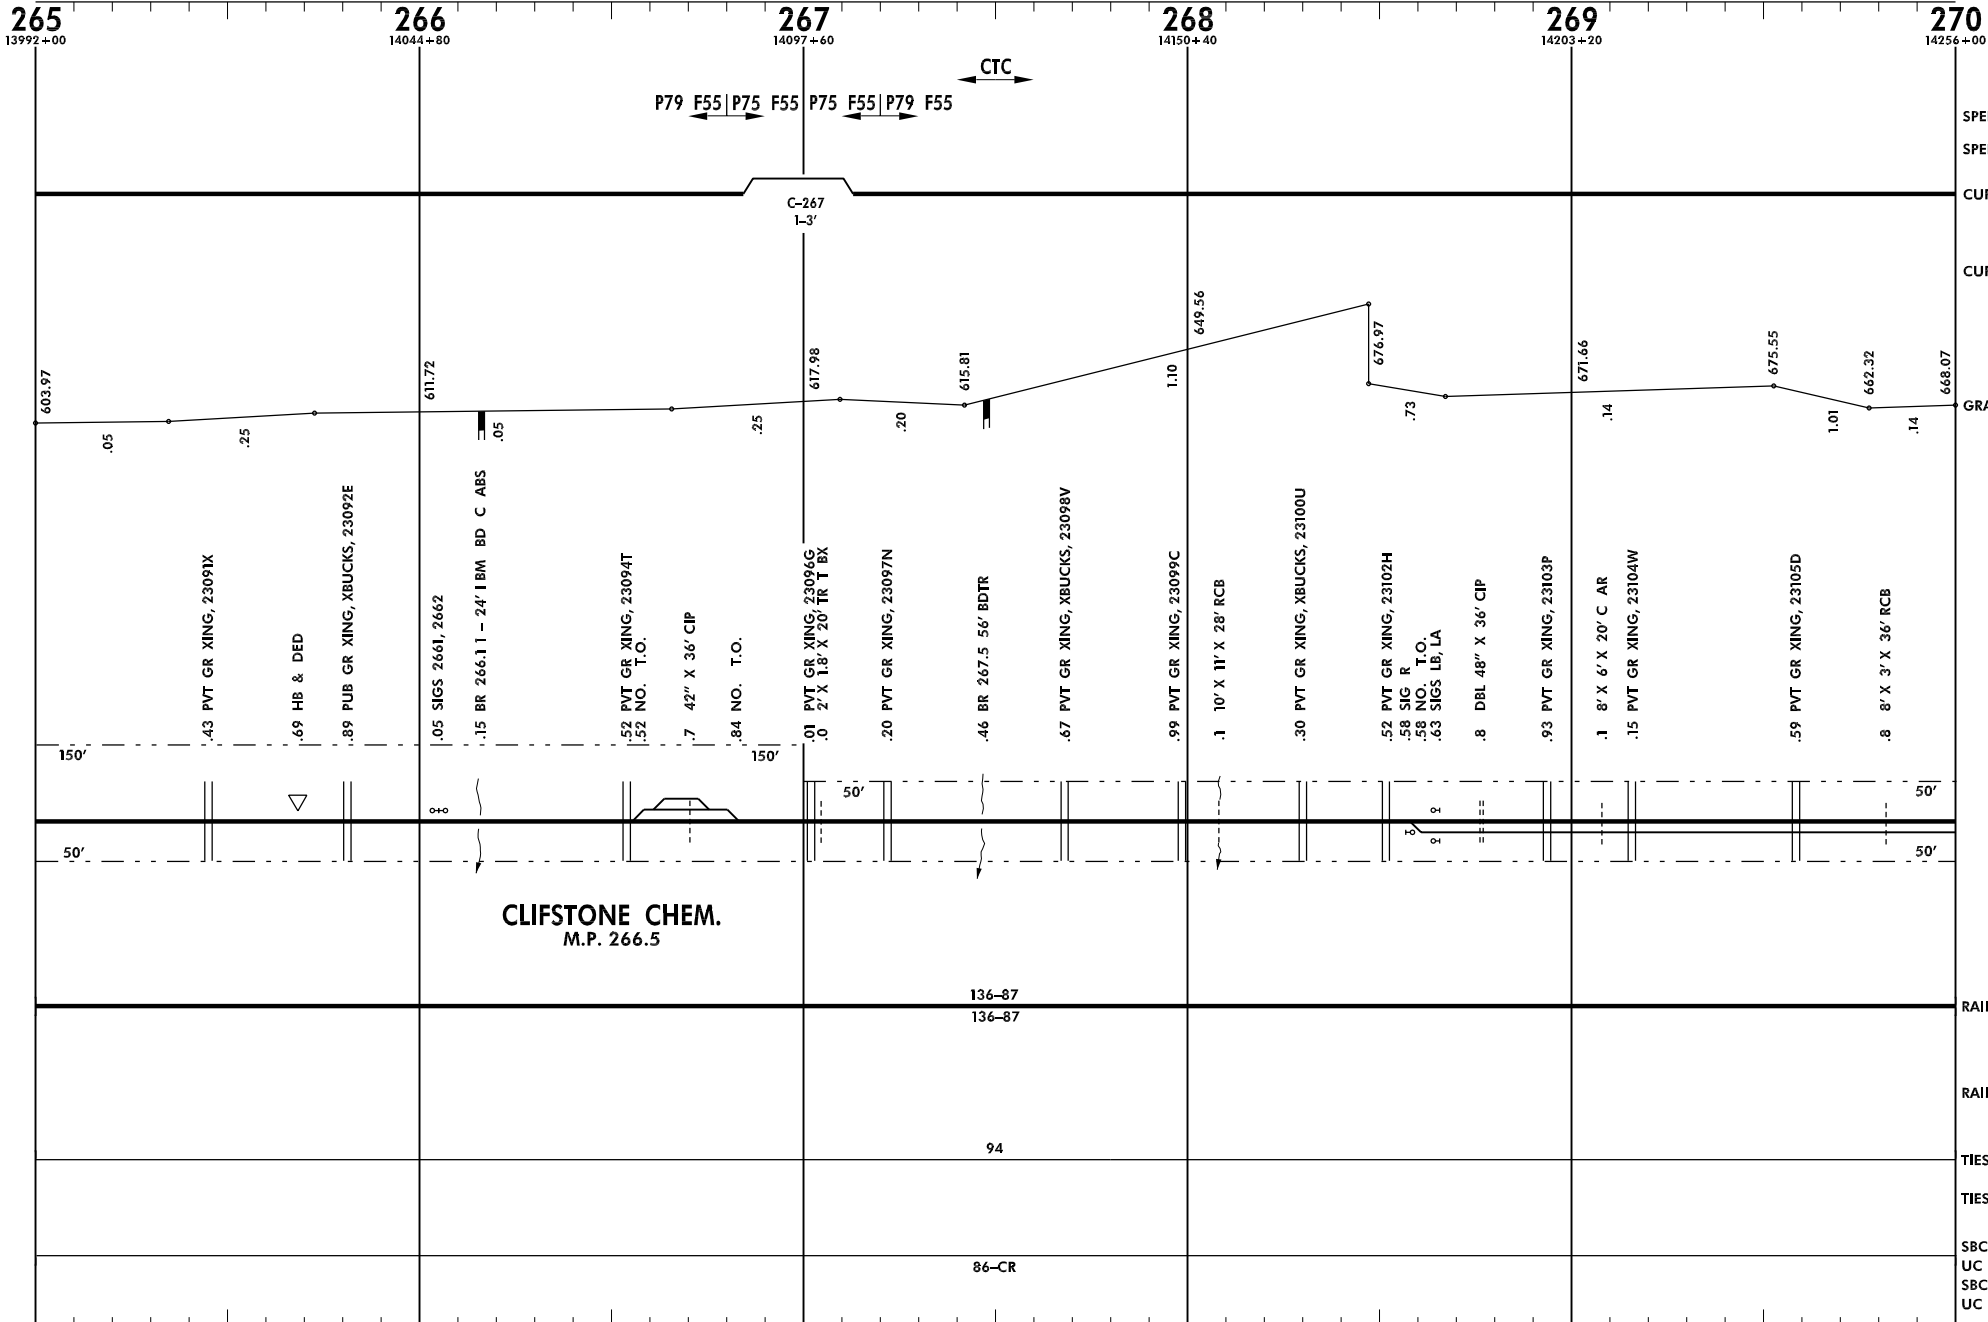 265 266 267 268 269 270
13992+00 14044+80 14097+60 14150+40 14203+20 14256+00
CTC
P79 F55 P75 F55 P75 F55 P79 F55
SPE
SPE
CUR
C-267
1-3'
CUR
603.97
611.72
617.98
615.81
649.56
676.97
671.66
675.55
662.32
668.07
GRA
.05
.25
.05
.25
.20
1.10
.73
.14
1.01
.14
.43 PVT GR XING, 23091X
.69 HB & DED
.89 PUB GR XING, XBUCKS, 23092E
.05 SIGS 2661, 2662
.15 BR 266.1 1 – 24' I BM BD C ABS
.52 PVT GR XING, 23094T
.52 NO. T.O.
.7 42" X 36' CIP
.84 NO. T.O.
.01 PVT GR XING, 23096G
.0 2' X 1.8' X 20' TR T BX
.20 PVT GR XING, 23097N
.46 BR 267.5 56' BDTR
.67 PVT GR XING, XBUCKS, 23098V
.99 PVT GR XING, 23099C
.1 10' X 11' X 28' RCB
.30 PVT GR XING, XBUCKS, 23100U
.52 PVT GR XING, 23102H
.58 SIG R
.58 NO. T.O.
.63 SIGS LB, LA
.8 DBL 48" X 36' CIP
.93 PVT GR XING, 23103P
.1 8' X 6' X 20' C AR
.15 PVT GR XING, 23104W
.59 PVT GR XING, 23105D
.8 8' X 3' X 36' RCB
150' 150'
50' 50'
50' 50'
CLIFSTONE CHEM.
M.P. 266.5
136–87
RAI
136–87
RAI
94
TIES
TIES
SBC
86–CR
UC
SBC
UC